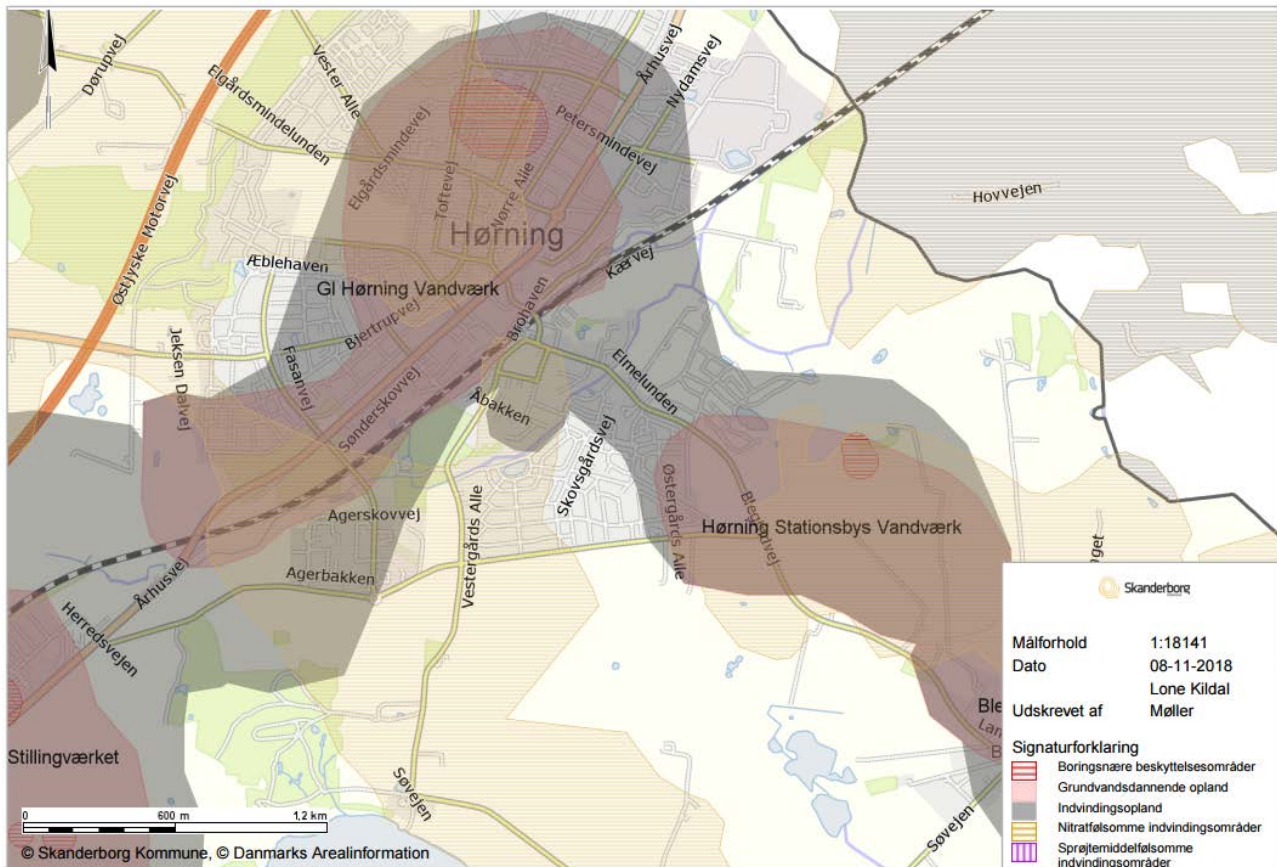 Dørupvej
Elgårdsmindelunden
Vester Alle
Århusvej
Nydamsvej
Petersmindevej
Elgårdsmindevej
Toftevej
Nørre Alle
Østjyske Motorvej
Hørning
Hovvejen
Æblehaven
Kærvej
Gl Hørning Vandværk
Bjertrupvej
Brohaven
Jeksen Dalvej
Fasanvej
Elmelunden
Sønderskovvej
Åbakken
Skovsgårdsvej
Østergårds Alle
Blegindvej
Hørning Stationsbys Vandværk
Agerskovvej
Vestergårds Alle
Agerbakken
Århusvej
Herredsvejen
Stillingværket
Søvejen
Søvejen
0 600 m 1,2 km
© Skanderborg Kommune, © Danmarks Arealinformation
Skanderborg
Målforhold 1:18141
Dato 08-11-2018
Lone Kildal
Udskrevet af Møller
Signaturforklaring
Boringsnære beskyttelsesområder
Grundvandsdannende opland
Indvindingsopland
Nitratfølsomme indvindingsområder
Sprøjtemiddelfølsomme
indvindingsområder